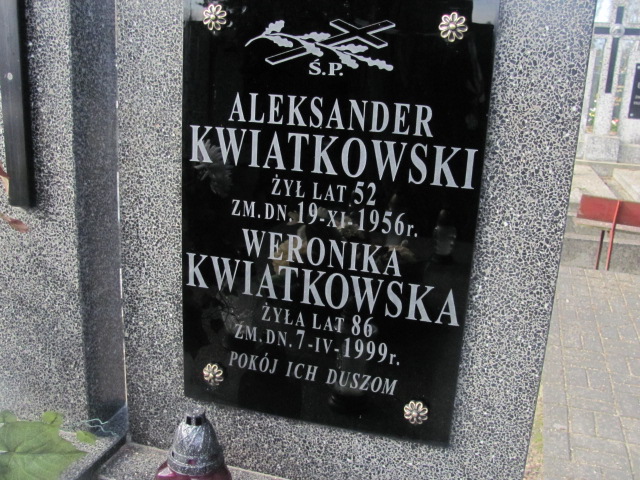 Ś.P.
ALEKSANDER
KWIATKOWSKI
ŻYŁ LAT 52
ZM. DN. 19-XI-1956r.
WERONIKA
KWIATKOWSKA
ŻYŁA LAT 86
ZM. DN. 7-IV-1999r.
POKÓJ ICH DUSZOM